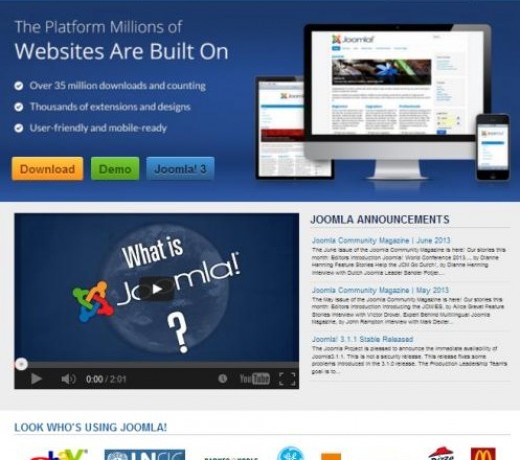 The Platform Millions of
Websites Are Built On
Over 35 million downloads and counting
Thousands of extensions and designs
User-friendly and mobile-ready
Download
Demo
Joomla! 3
Joomla!
What is
Joomla!
?
0:00 / 2:01
YouTube
JOOMLA ANNOUNCEMENTS
Joomla Community Magazine | June 2013
The June issue of the Joomla Community Magazine is here! Our stories this
month: Editors Introduction Joomla! World Conference 2013..., by Dianne
Henning Feature Stories Help the JCM Go Dutch!, by Dianne Henning
Interview with Dutch Joomla Leader Sander Potjer...
Joomla Community Magazine | May 2013
The May issue of the Joomla Community Magazine is here! Our stories this
month: Editors Introduction Introducing the JCM/ES, by Alice Grevet Feature
Stories Interview with Victor Drover, Expert Behind Multilingual Joomla
Magazine, by John Rampton Interview with Mark Dexter...
Joomla! 3.1.1 Stable Released
The Joomla Project is pleased to announce the immediate availability of
Joomla 3.1.1. This is not a security release. This release fixes some
problems introduced in the 3.1.0 release. The Production Leadership Team's
goal is to...
LOOK WHO'S USING JOOMLA!